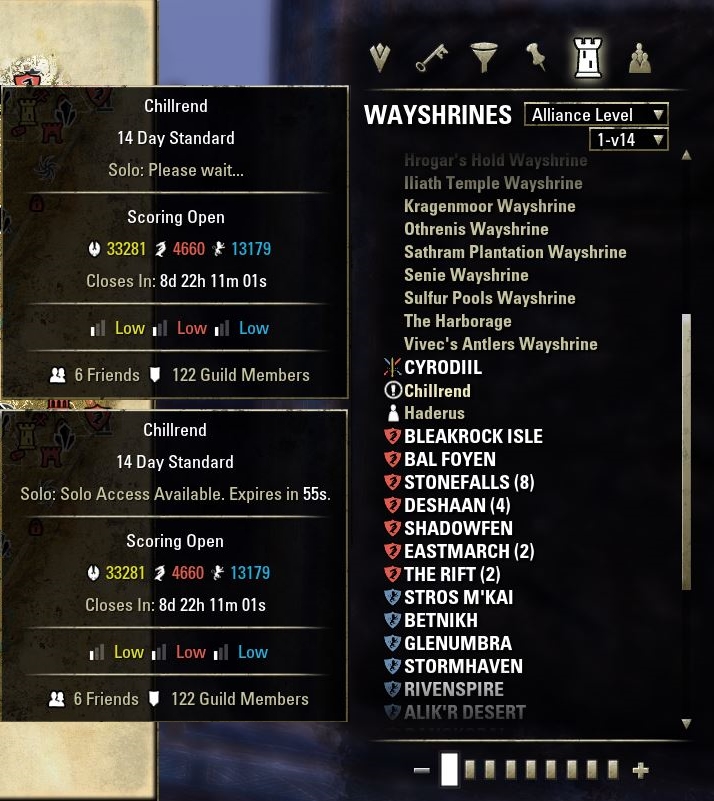 Chillrend
14 Day Standard
Solo: Please wait...
Scoring Open
33281 4660 13179
Closes In: 8d 22h 11m 01s
Low Low Low
6 Friends 122 Guild Members
Chillrend
14 Day Standard
Solo: Solo Access Available. Expires in 55s.
Scoring Open
33281 4660 13179
Closes In: 8d 22h 11m 01s
Low Low Low
6 Friends 122 Guild Members
WAYSHRINES Alliance Level
1-v14
Hrogar's Hold Wayshrine
Iliath Temple Wayshrine
Kragenmoor Wayshrine
Othrenis Wayshrine
Sathram Plantation Wayshrine
Senie Wayshrine
Sulfur Pools Wayshrine
The Harborage
Vivec's Antlers Wayshrine
CYRODIIL
Chillrend
Haderus
BLEAKROCK ISLE
BAL FOYEN
STONEFALLS (8)
DESHAAN (4)
SHADOWFEN
EASTMARCH (2)
THE RIFT (2)
STROS M'KAI
BETNIKH
GLENUMBRA
STORMHAVEN
RIVENSPIRE
ALIK'R DESERT